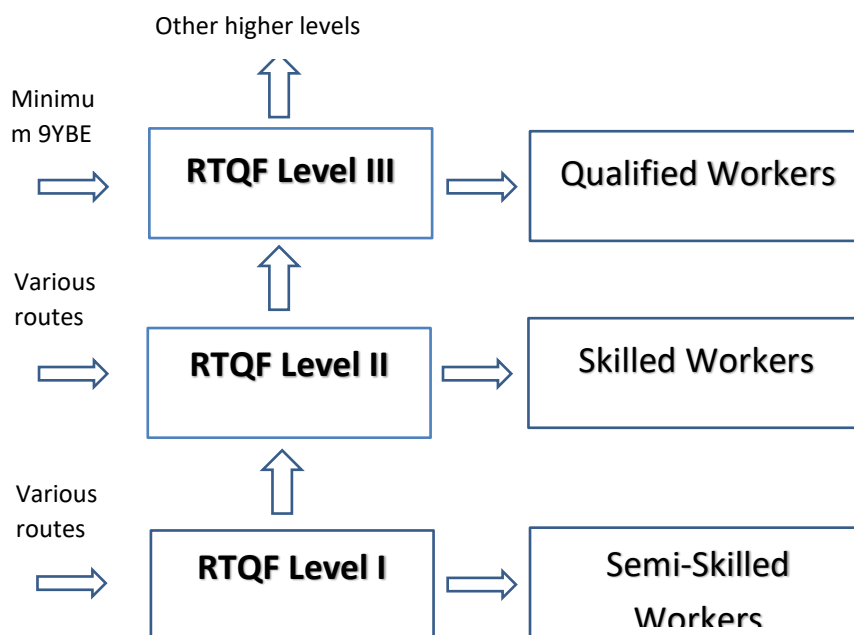 Other higher levels
Minimu
m 9YBE
RTQF Level III
Qualified Workers
Various
routes
RTQF Level II
Skilled Workers
Various
routes
RTQF Level I
Semi-Skilled
Workers